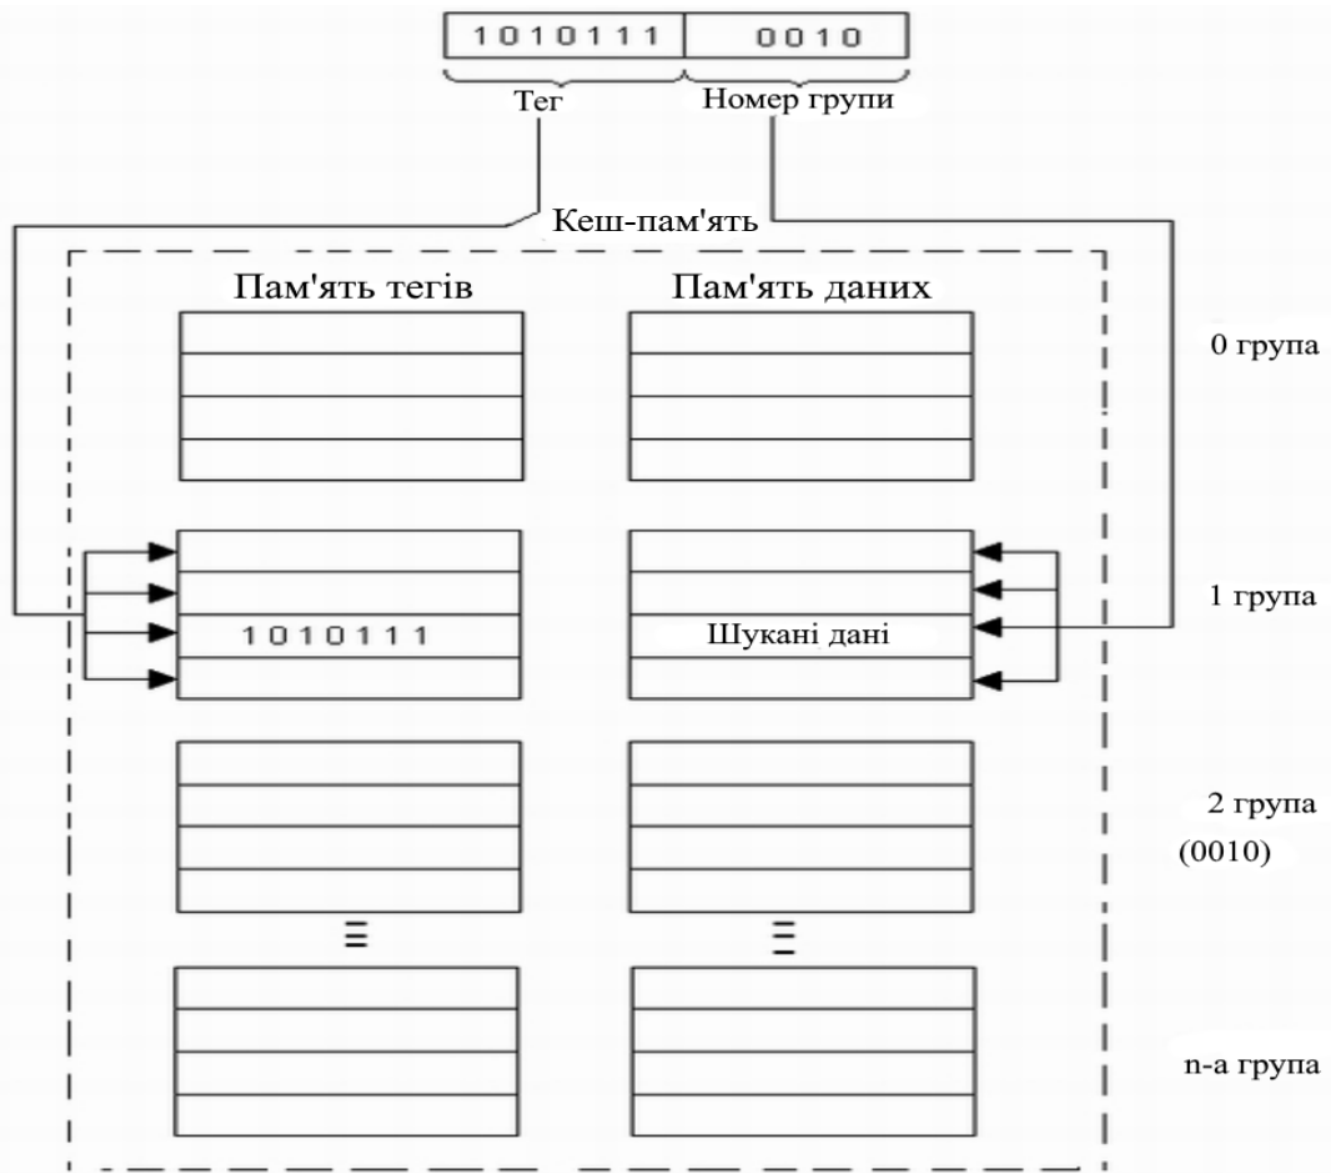 1010111 0010
Тег Номер групи
Кеш-пам'ять
Пам'ять тегів Пам'ять даних
0 група
1 група
1010111 Шукані дані
2 група
(0010)
n-а група